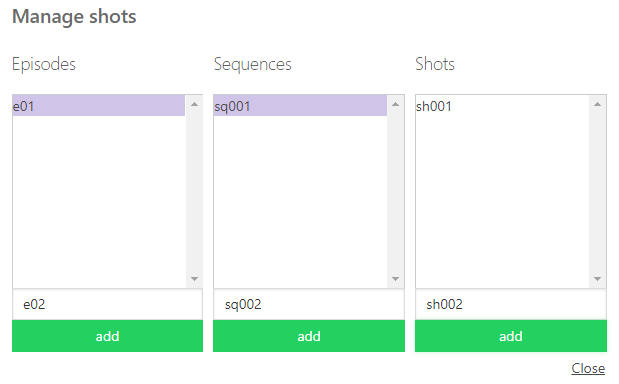 Manage shots
Episodes Sequences Shots
e01 sq001 sh001
e02 sq002 sh002
add add add
Close